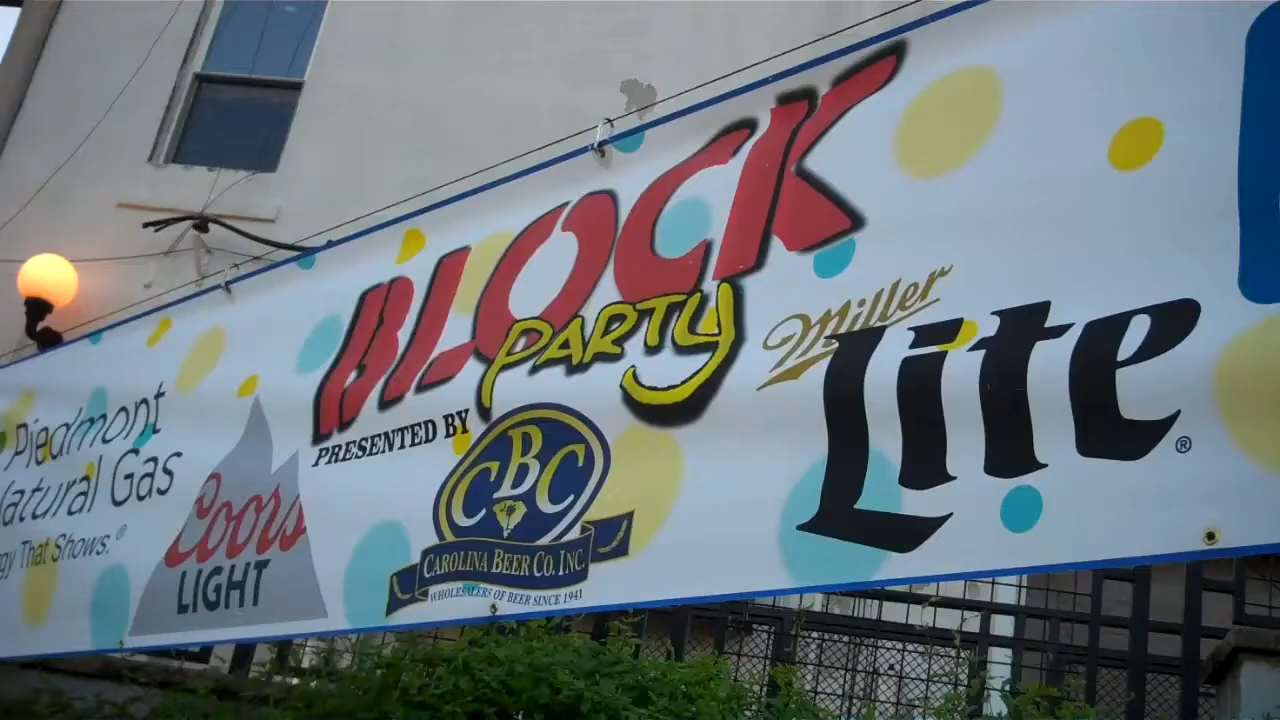 BLOCK
PARTY
PRESENTED BY
CBC
CAROLINA BEER CO. INC.
WHOLESALERS OF BEER SINCE 1941
Miller
Lite®
Piedmont
atural Gas
gy That Shows.®
Coors
LIGHT